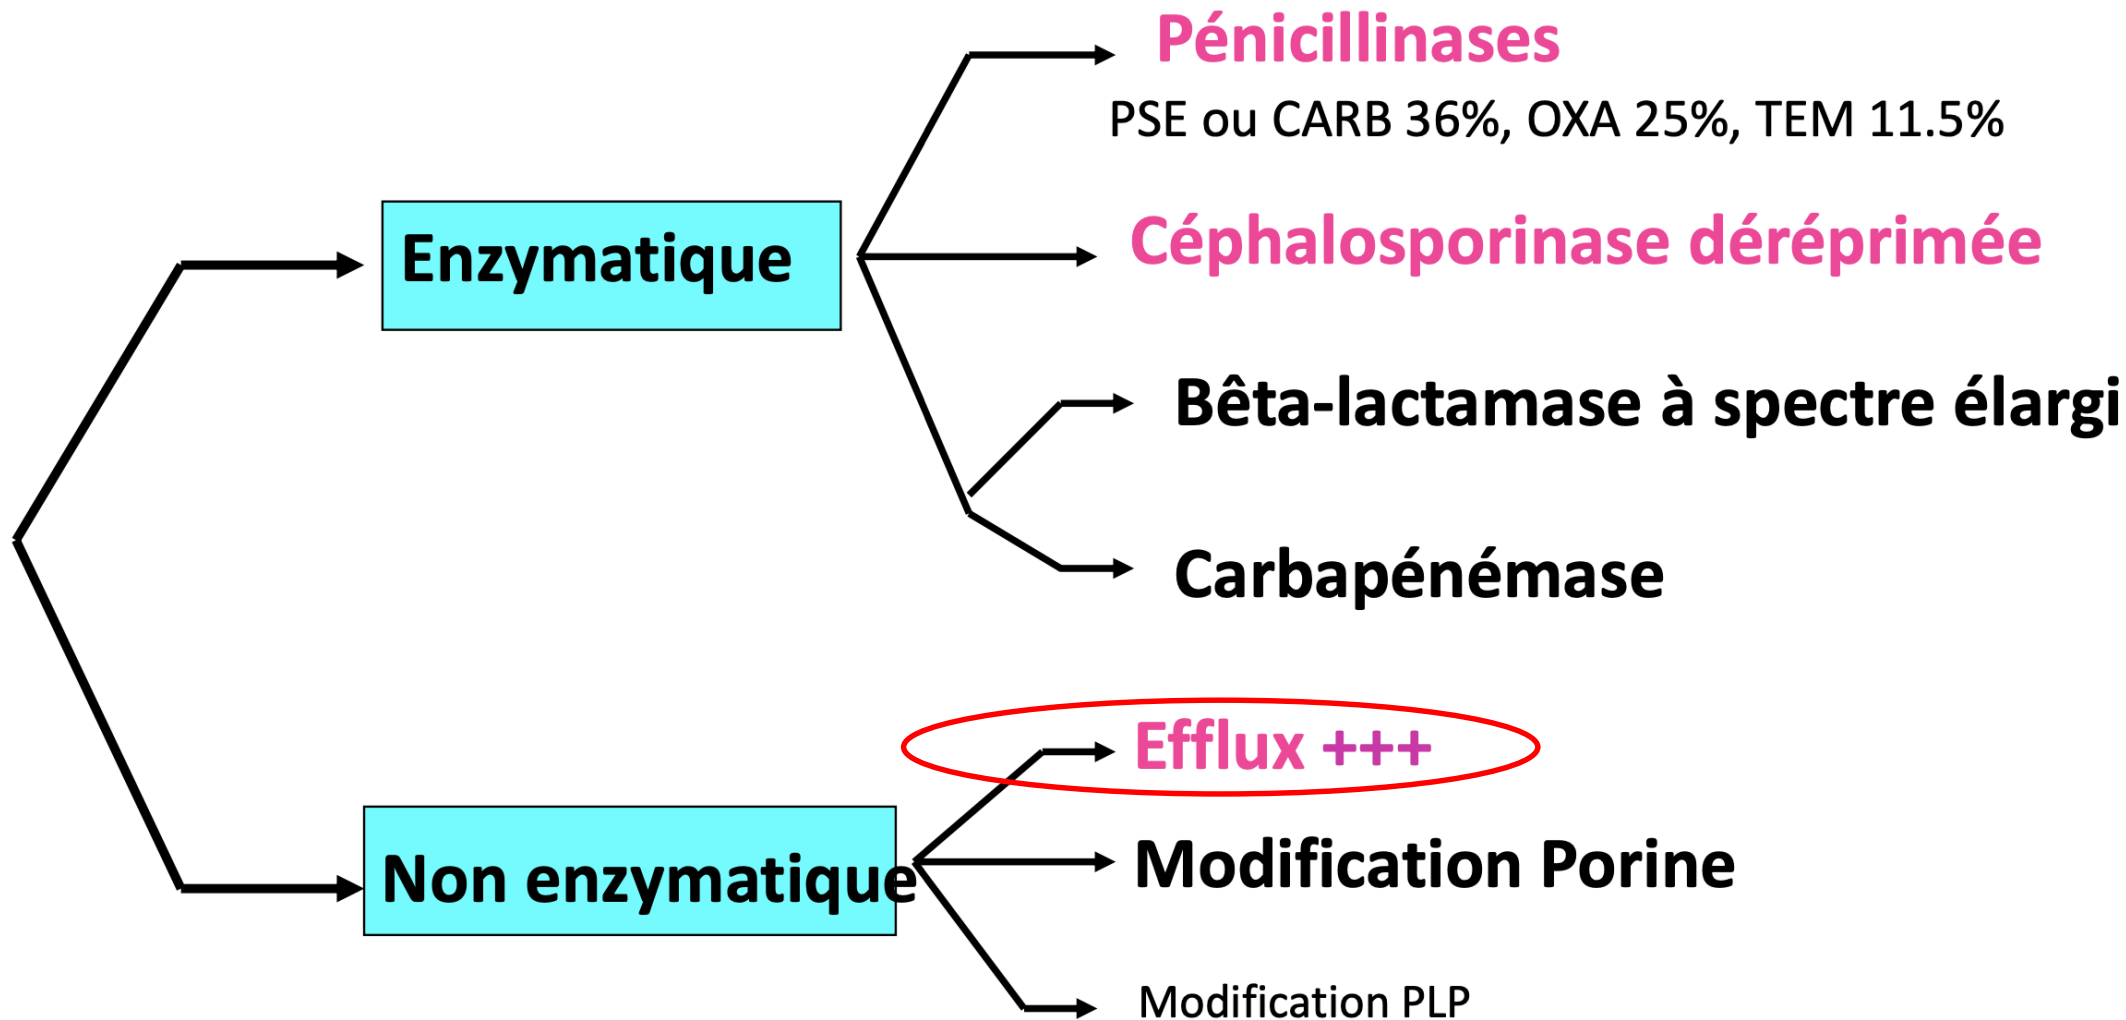 Pénicillinases
PSE ou CARB 36%, OXA 25%, TEM 11.5%
Enzymatique
Céphalosporinase déréprimée
Bêta-lactamase à spectre élargi
Carbapénémase
Efflux +++
Non enzymatique
Modification Porine
Modification PLP